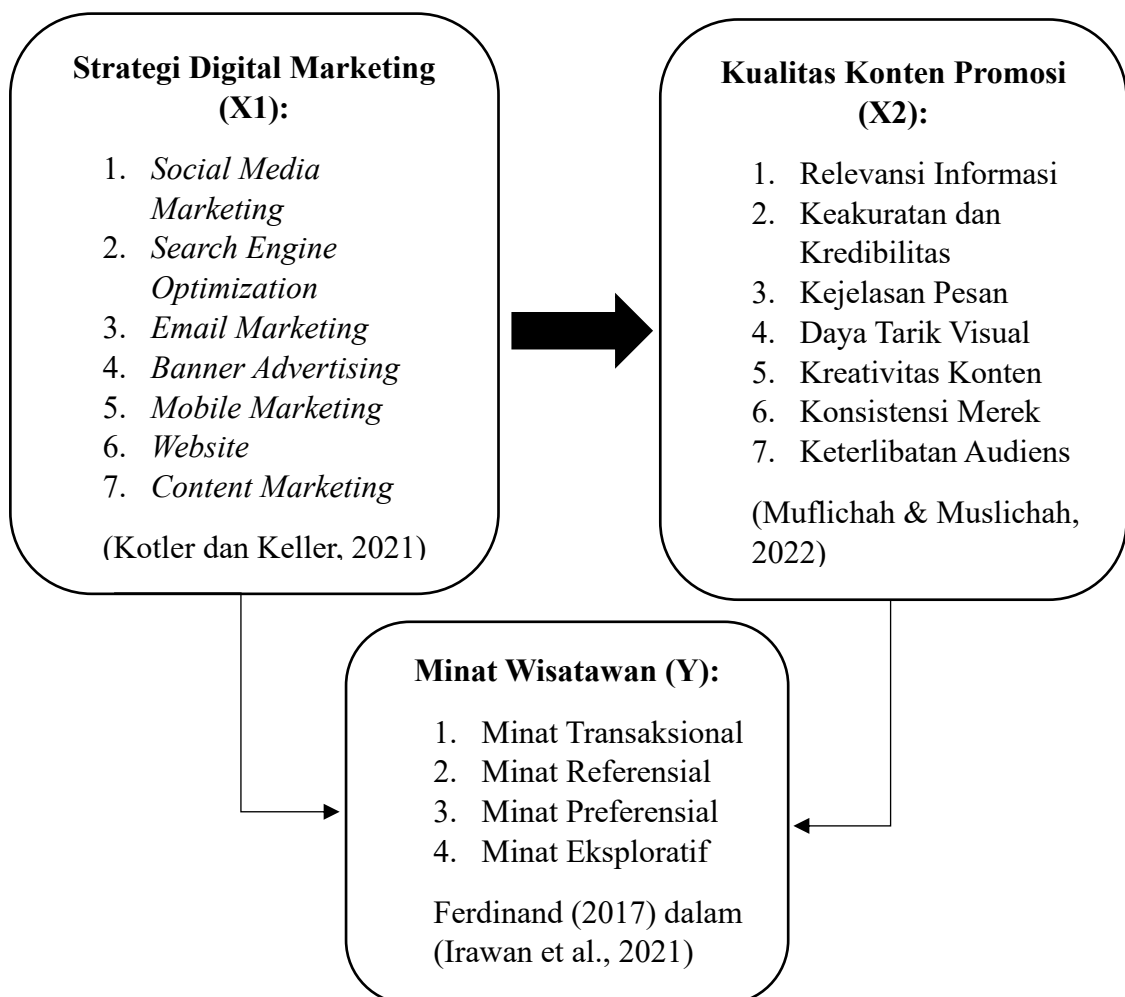 Strategi Digital Marketing
(X1):
1. Social Media
Marketing
2. Search Engine
Optimization
3. Email Marketing
4. Banner Advertising
5. Mobile Marketing
6. Website
7. Content Marketing
(Kotler dan Keller, 2021)
Kualitas Konten Promosi
(X2):
1. Relevansi Informasi
2. Keakuratan dan
Kredibilitas
3. Kejelasan Pesan
4. Daya Tarik Visual
5. Kreativitas Konten
6. Konsistensi Merek
7. Keterlibatan Audiens
(Muflichah & Muslichah,
2022)
Minat Wisatawan (Y):
1. Minat Transaksional
2. Minat Referensial
3. Minat Preferensial
4. Minat Eksploratif
Ferdinand (2017) dalam
(Irawan et al., 2021)